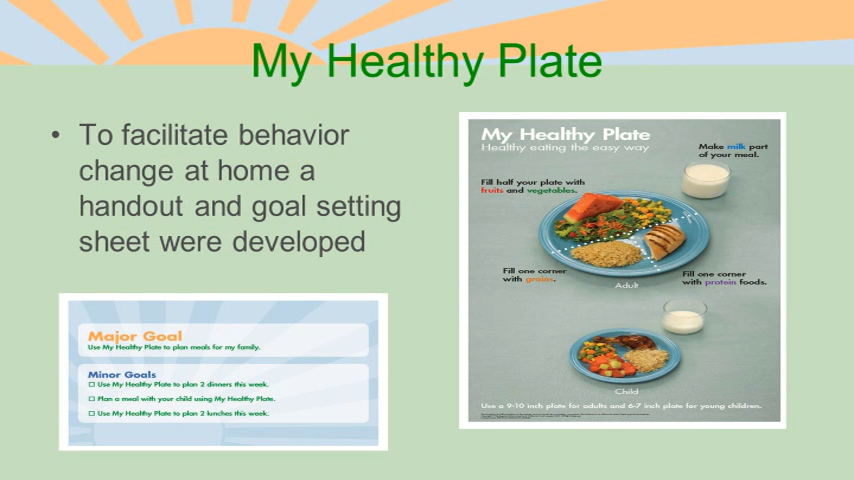 My Healthy Plate
• To facilitate behavior
change at home a
handout and goal setting
sheet were developed
Major Goal
Use My Healthy Plate to plan meals for my family.
Minor Goals
☐ Use My Healthy Plate to plan 2 dinners this week.
☐ Plan a meal with your child using My Healthy Plate.
☐ Use My Healthy Plate to plan 2 lunches this week.
My Healthy Plate
Healthy eating the easy way
Make milk part
of your meal.
Fill half your plate with
fruits and vegetables.
Fill one corner
with grains.
Fill one corner
with protein foods.
Adult
Child
Use a 9-10 inch plate for adults and 6-7 inch plate for young children.